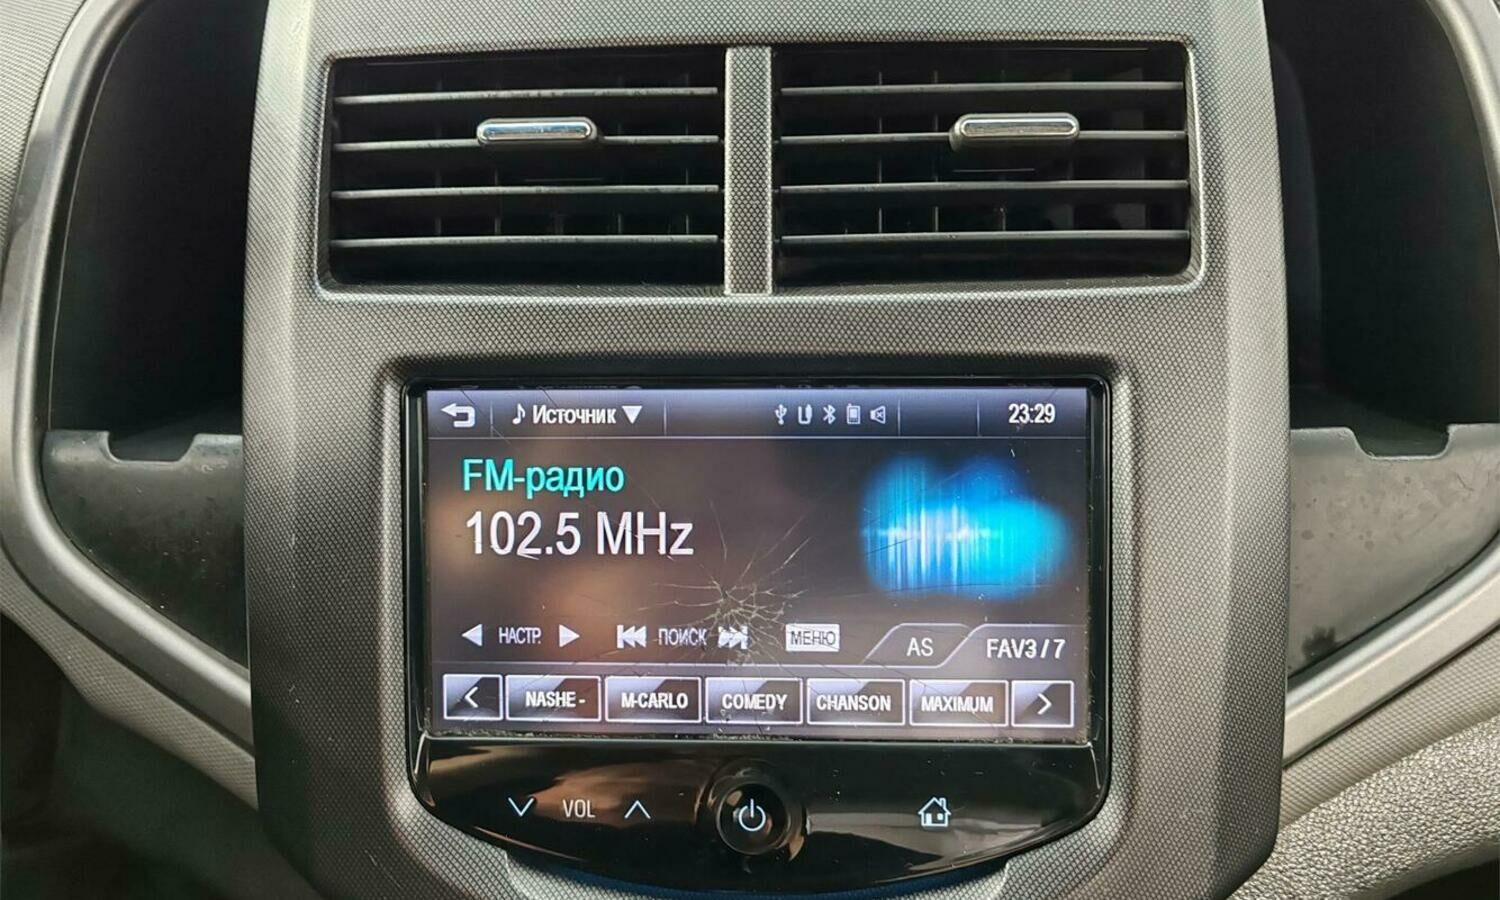 Источник 23:29
FM-радио
102.5 MHz
НАСТР. ПОИСК МЕНЮ AS FAV3 / 7
NASHE - M-CARLO COMEDY CHANSON MAXIMUM
VOL